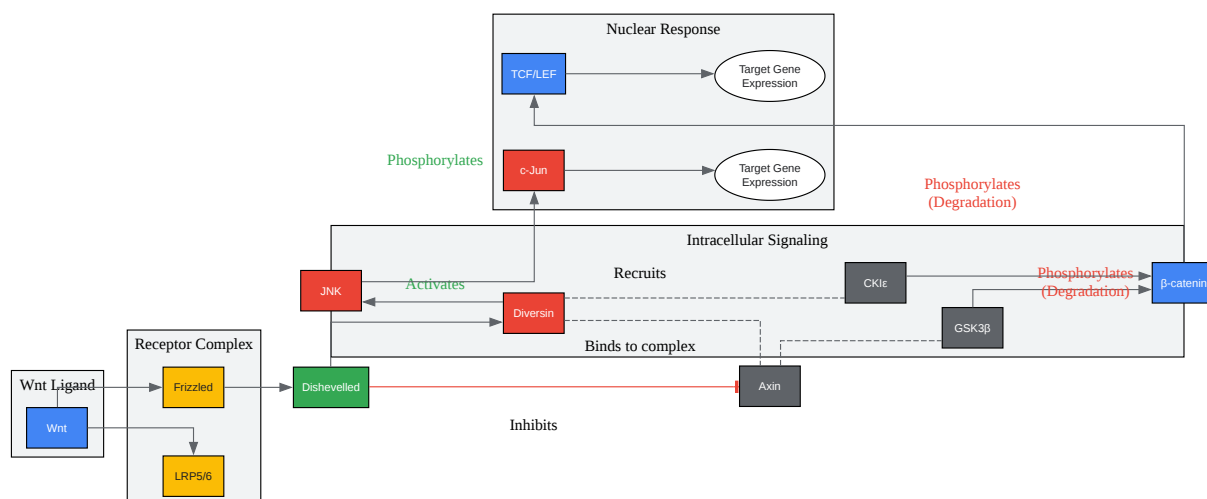 Nuclear Response
TCF/LEF
Target Gene
Expression
Phosphorylates
c-Jun
Target Gene
Expression
Phosphorylates
(Degradation)
Intracellular Signaling
Recruits
JNK
Activates
CKIε
Phosphorylates
(Degradation)
β-catenin
Diversin
GSK3β
Receptor Complex
Binds to complex
Wnt Ligand
Frizzled
Dishevelled
Axin
Wnt
Inhibits
LRP5/6